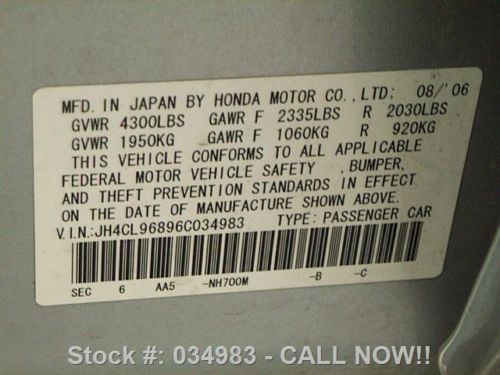 MFD. IN JAPAN BY HONDA MOTOR CO., LTD: 08/'06
GVWR 4300LBS GAWR F 2335LBS R 2030LBS
GVWR 1950KG GAWR F 1060KG R 920KG
THIS VEHICLE CONFORMS TO ALL APPLICABLE
FEDERAL MOTOR VEHICLE SAFETY , BUMPER,
AND THEFT PREVENTION STANDARDS IN EFFECT
ON THE DATE OF MANUFACTURE SHOWN ABOVE.
V.I.N.:JH4CL96896C034983 TYPE: PASSENGER CAR
SEC 6 AA5- -NH700M -B -C
Stock #: 034983 - CALL NOW!!